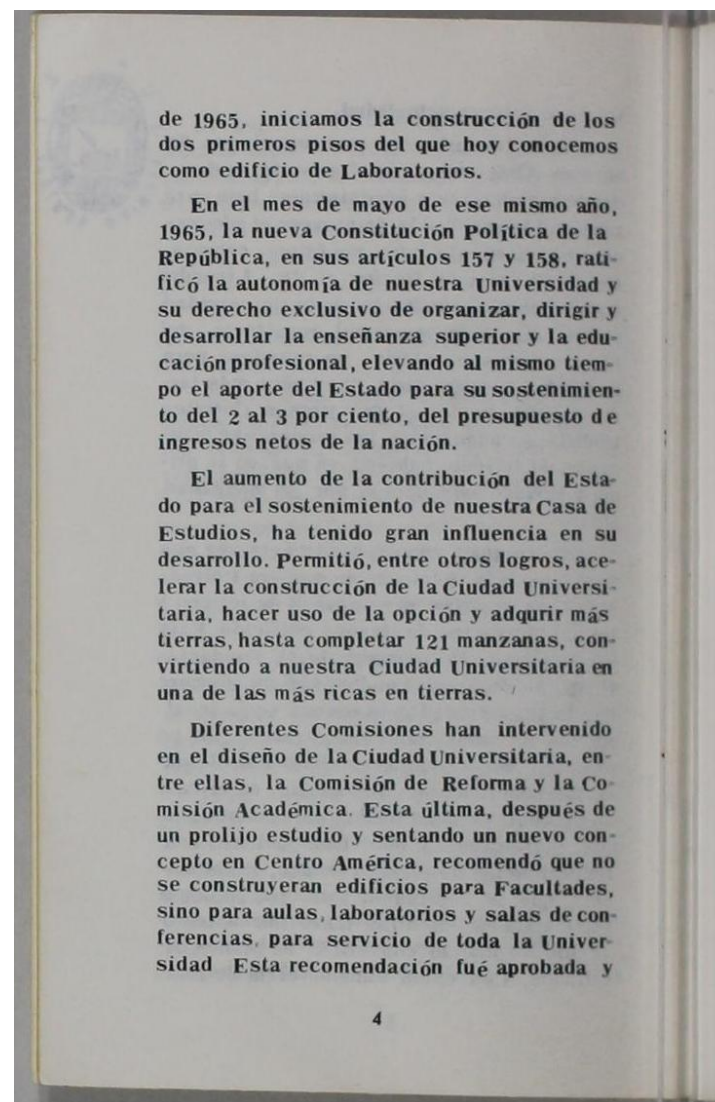 de 1965, iniciamos la construcción de los
dos primeros pisos del que hoy conocemos
como edificio de Laboratorios.
En el mes de mayo de ese mismo año,
1965, la nueva Constitución Política de la
República, en sus artículos 157 y 158, rati-
ficó la autonomía de nuestra Universidad y
su derecho exclusivo de organizar, dirigir y
desarrollar la enseñanza superior y la edu-
cación profesional, elevando al mismo tiem-
po el aporte del Estado para su sostenimien-
to del 2 al 3 por ciento, del presupuesto de
ingresos netos de la nación.
El aumento de la contribución del Esta-
do para el sostenimiento de nuestra Casa de
Estudios, ha tenido gran influencia en su
desarrollo. Permitió, entre otros logros, ace-
lerar la construcción de la Ciudad Universi-
taria, hacer uso de la opción y adqurir más
tierras, hasta completar 121 manzanas, con-
virtiendo a nuestra Ciudad Universitaria en
una de las más ricas en tierras.
Diferentes Comisiones han intervenido
en el diseño de la Ciudad Universitaria, en-
tre ellas, la Comisión de Reforma y la Co-
misión Académica. Esta última, después de
un prolijo estudio y sentando un nuevo con-
cepto en Centro América, recomendó que no
se construyeran edificios para Facultades,
sino para aulas, laboratorios y salas de con-
ferencias, para servicio de toda la Univer-
sidad Esta recomendación fué aprobada y
4